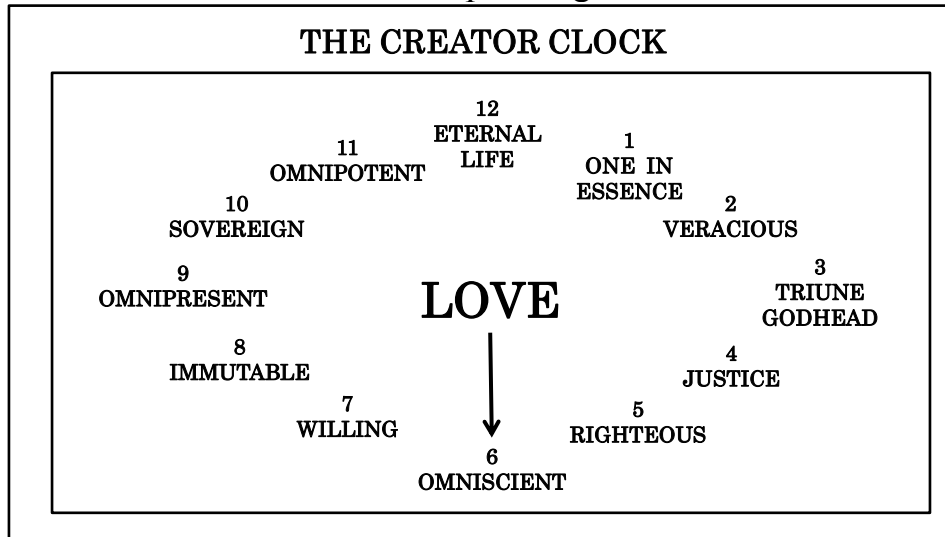 THE CREATOR CLOCK
12
ETERNAL
LIFE
1
ONE IN
ESSENCE
2
VERACIOUS
3
TRIUNE
GODHEAD
4
JUSTICE
5
RIGHTEOUS
6
OMNISCIENT
7
WILLING
8
IMMUTABLE
9
OMNIPRESENT
10
SOVEREIGN
11
OMNIPOTENT
LOVE